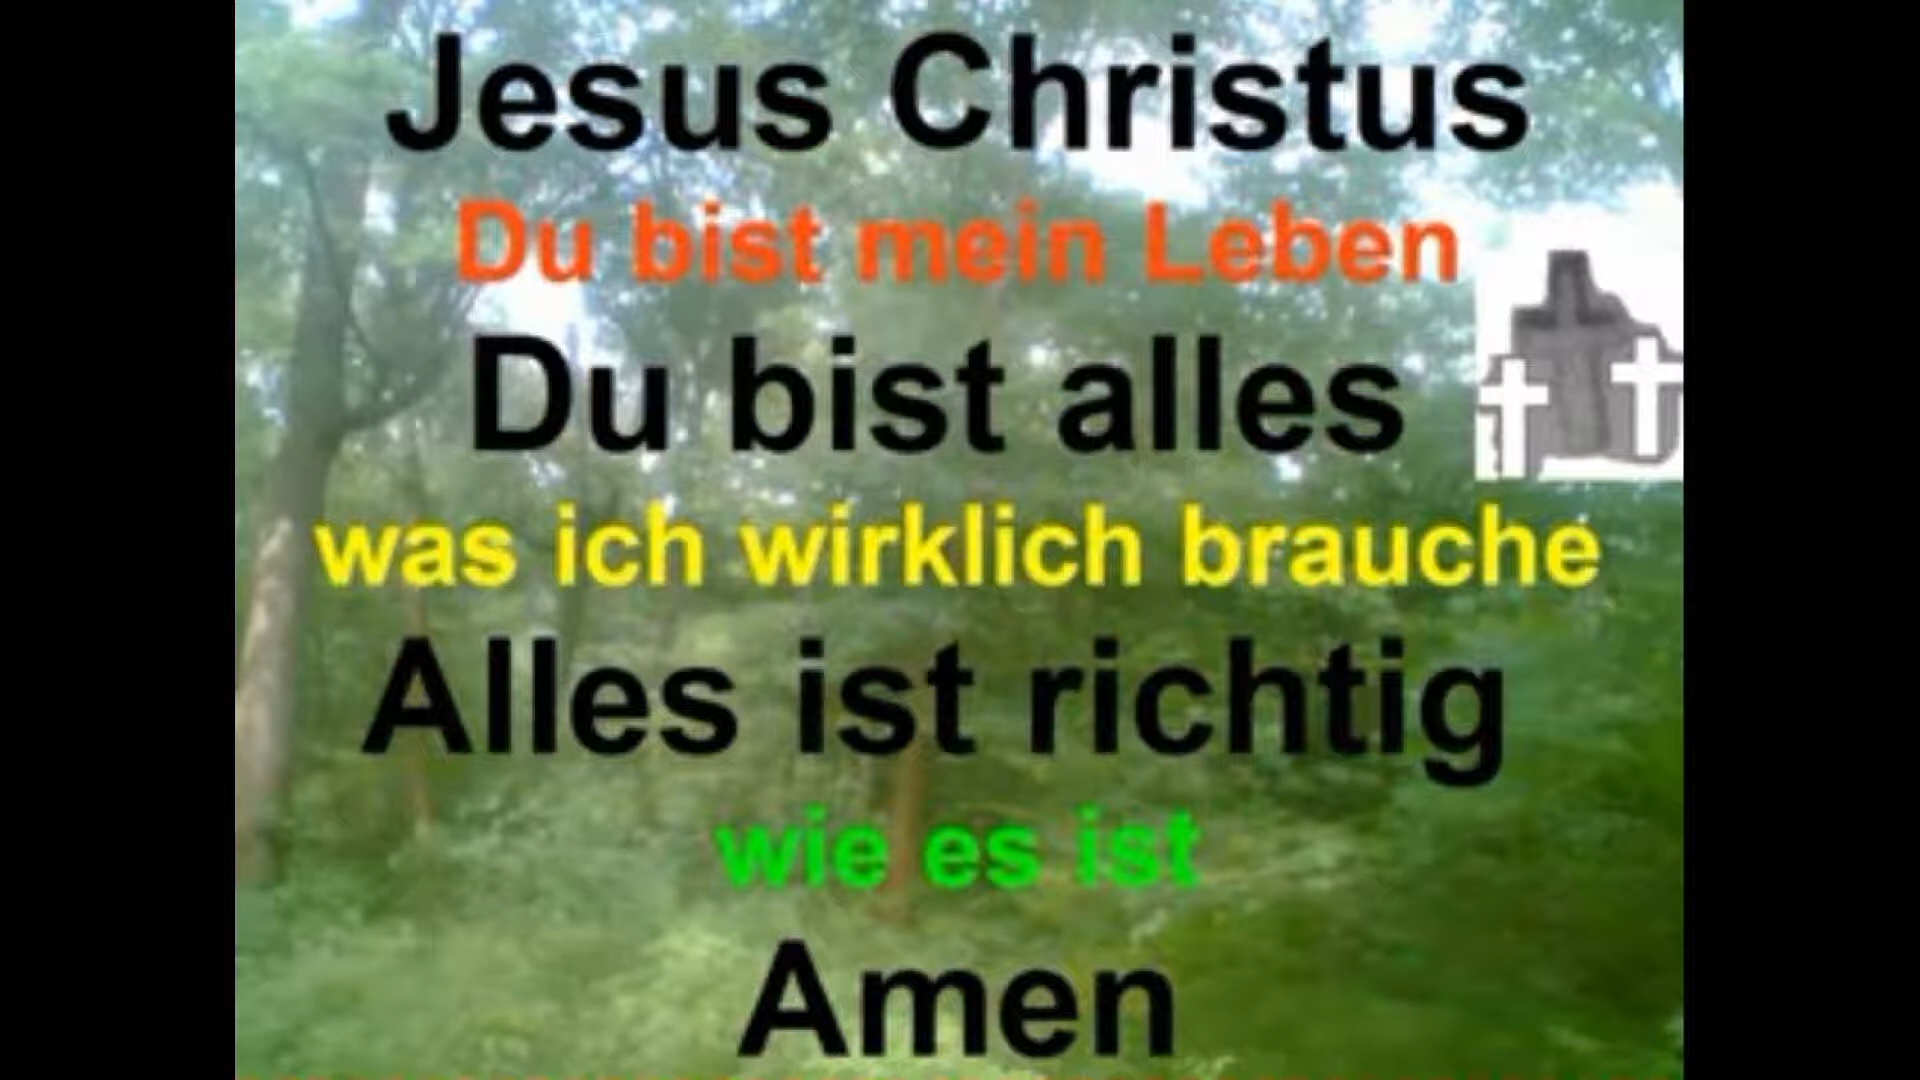 Jesus Christus
Du bist mein Leben
Du bist alles
was ich wirklich brauche
Alles ist richtig
wie es ist
Amen